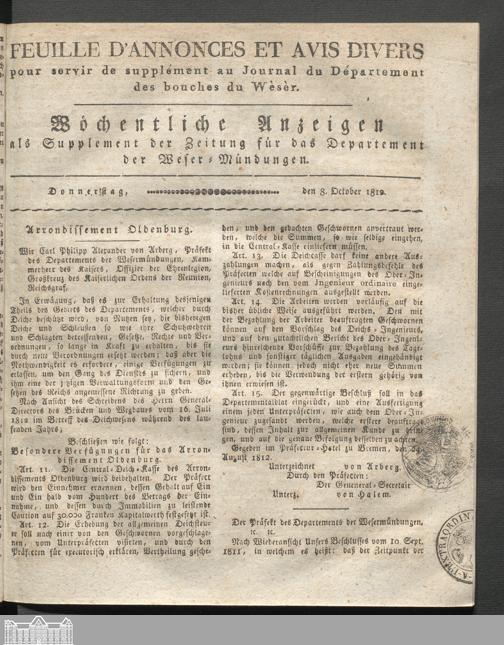 FEUILLE D'ANNONCES ET AVIS DIVERS
pour servir de supplément au Journal du Département
des bouches du Wèsèr.
Wöchentliche Anzeigen
als Supplement der Zeitung für das Departement
der Weser-Mündungen.
Donnerstag, den 8. October 1812.
Arrondissement Oldenburg.
Wir Carl Philipp Alexander von Arberg, Präfekt
des Departements der Wesermündungen, Kam-
merherr des Kaisers, Offizier der Ehrenlegion,
Großkreuz des Kaiserlichen Ordens der Reunion,
Reichsgraf.
In Erwägung, daß es zur Erhaltung desjenigen
Theils des Gebiets des Departements, welcher durch
Deiche beschützt wird, von Nutzen sey, die bisherigen
Deiche und Schleusen so wie ihre Schutzwehren
und Schlagten betreffenden, Gesetze, Rechte und Ver-
ordnungen, so lange in Kraft zu erhalten, bis sie
durch neue Verordnungen ersetzt werden; daß aber die
Nothwendigkeit es erfordere, einige Verfügungen zu
erlassen, um den Gang des Dienstes zu sichern, und
ihm eine der jetzigen Verwaltungsform und den Ge-
setzen des Reichs angemessene Richtung zu geben.
Nach Ansicht des Schreibens des Herrn General-
Directors des Brücken und Wegbaues vom 16. Juli
1812 im Betreff des Deichwesens während des lau-
fenden Jahrs;
Beschließen wie folgt:
Besondere Verfügungen für das Arron-
dissement Oldenburg.
Art. 11. Die Central-Deich-Kasse des Arron-
dissements Oldenburg wird beibehalten. Der Präfect
wird den Einnehmer ernennen, dessen Gehalt auf Ein
und Ein halb vom Hundert des Betrags der Ein-
nahme, und dessen durch Immobilien zu leistende
Caution auf 30,000 Franken Kapitalwerth festgesetzt ist.
Art. 12. Die Erhebung der allgemeinen Deichsteu-
er soll nach einer von den Geschwornen vorgeschlage-
nen, vom Unterpräfecten visirten, und durch den
Präfecten für executorisch erklärten, Vertheilung gesche-
hen, und den gedachten Geschwornen anvertraut wer-
den, welche die Summen, so wie selbige eingehen,
in die Central-Kasse einliefern müssen.
Art. 13. Die Deichcasse darf keine andere Aus-
zahlungen machen, als gegen Zahlungsbefehle des
Präfecten welche auf Bescheinigungen des Ober-In-
genieurs nach den vom Ingenieur ordinaire einge-
lieferten Kostenrechnungen ausgestellt werden.
Art. 14. Die Arbeiten werden vorläufig auf die
bisher übliche Weise ausgeführt werden. Den mit
der Bezahlung der Arbeiter beauftragten Geschwornen
können auf den Vorschlag des Deich-Ingenieurs,
und auf den gutachtlichen Bericht des Ober-Inge-
nieurs hinreichende Vorschüsse zur Bezahlung des Tage-
lohns und sonstiger täglichen Ausgaben eingehändigt
werden; sie können jedoch nicht eher neue Summen
erheben, bis die Verwendung der erstern gehörig von
ihnen erwiesen ist.
Art. 15. Der gegenwärtige Beschluß soll in das
Departementalblatt eingerückt, und eine Ausfertigung
einem jeden Unterpräfecten, wie auch dem Ober-In-
genieur zugesandt werden, welche erstere beauftragt
sind, dessen Inhalt zur allgemeinen Kunde zu brin-
gen, und auf die genaue Befolgung desselben zu achten.
Gegeben im Präfectur-Hotel zu Bremen, den
August 1812.
Unterzeichnet von Arberg.
Durch den Präfecten;
Der General-Secretair
Unterz. von Halem.
Der Präfekt des Departements der Wesermündungen,
ꝛc. ꝛc.
Nach Wiederansicht Unsers Beschlusses vom 10. Sept.
1811, in welchem es heißt: daß der Zeitpunkt der